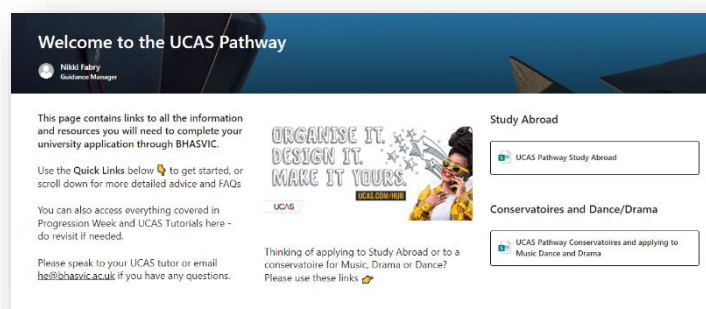 Welcome to the UCAS Pathway
Nikki Fabry
Guidance Manager
This page contains links to all the information
and resources you will need to complete your
university application through BHASVIC.
Use the Quick Links below 👇 to get started, or
scroll down for more detailed advice and FAQs
You can also access everything covered in
Progression Week and UCAS Tutorials here -
do revisit if needed.
Please speak to your UCAS tutor or email
he@bhasvic.ac.uk if you have any questions.
ORGANISE IT.
DESIGN IT.
MAKE IT YOURS.
UCAS.COM/HUB
UCAS
Thinking of applying to Study Abroad or to a
conservatoire for Music, Drama or Dance?
Please use these links 👉
Study Abroad
UCAS Pathway Study Abroad
Conservatoires and Dance/Drama
UCAS Pathway Conservatoires and applying to
Music Dance and Drama